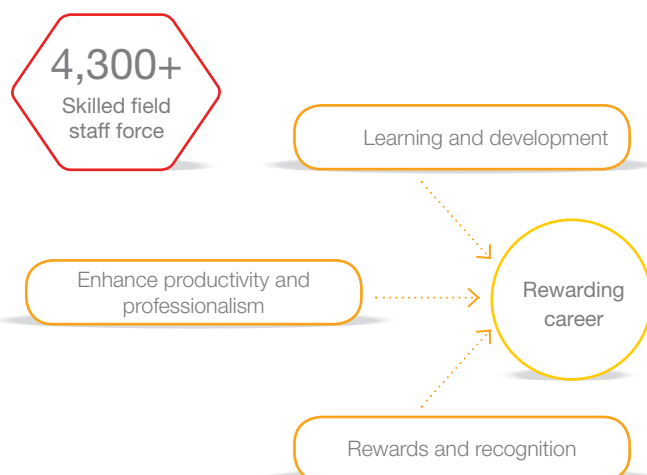 4,300+
Skilled field
staff force
Learning and development
Enhance productivity and
professionalism
Rewarding
career
Rewards and recognition